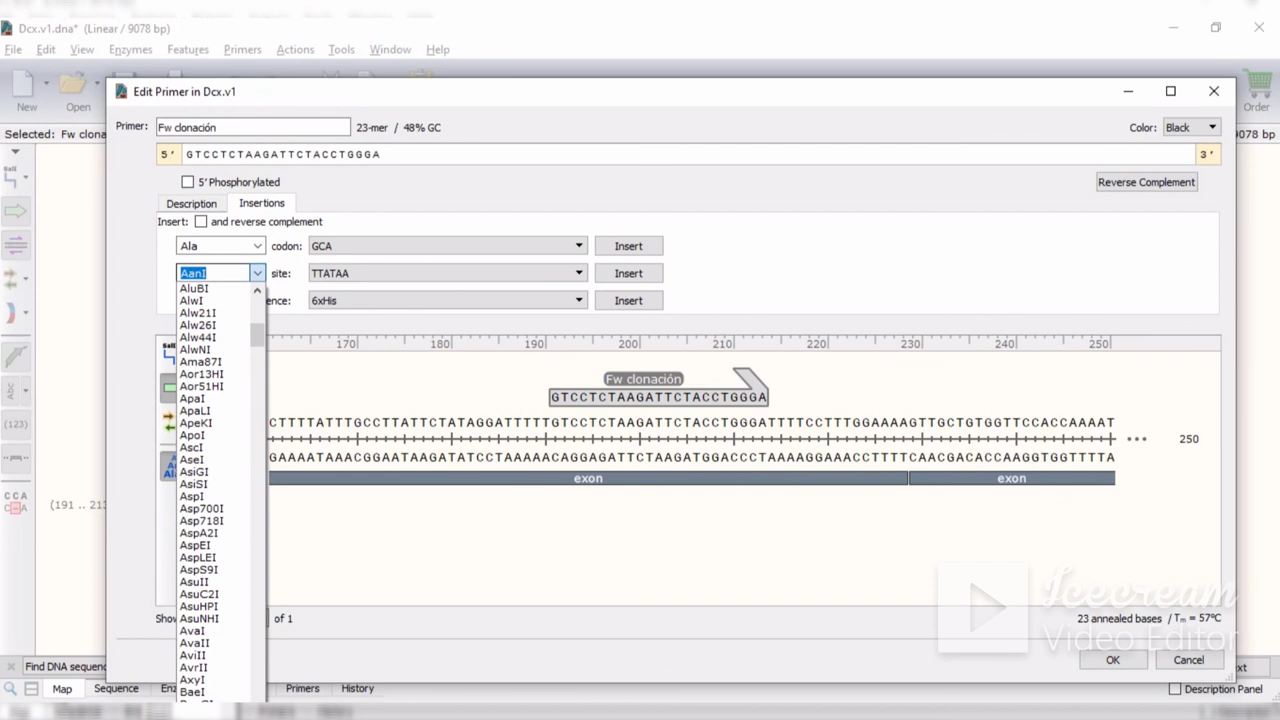 Dcx.v1.dna* (Linear / 9078 bp)
File Edit View Enzymes Features Primers Actions Tools Window Help
New Open Order
Edit Primer in Dcx.v1
Selected: Fw clona
9078 bp
Primer: Fw clonación 23-mer / 48% GC Color: Black
5' GTCCTCTAAGATTCTACCTGGGA 3'
5' Phosphorylated Reverse Complement
Description Insertions
Insert: and reverse complement
Ala codon: GCA Insert
AanI site: TTATAA Insert
ence: 6xHis Insert
AluBI
AlwI
Alw21I
Alw26I
Alw44I
AlwNI
Ama87I
Aor13HI
Aor51HI
ApaI
ApaLI
ApeKI
ApoI
AscI
AseI
AsiGI
AsiSI
AspI
Asp700I
Asp718I
AspA2I
AspEI
AspLEI
AspS9I
AsuII
AsuC2I
AsuHPI
AsuNHI
AvaI
AvaII
AviII
AvrII
AxyI
BaeI
170 180 190 200 210 220 230 240 250
Fw clonación
GTCCTCTAAGATTCTACCTGGGA
CTTTTATTTGCCTTATTCTATAGGATTTTTGTCCTCTAAGATTCTACCTGGGATTTTCCTTTGGAAAAGTTGCTGTGGTTCCACCAAAAT
GAAAATAAACGGAATAAGATATCCTAAAAACAGGAGATTCTAAGATGGACCCTAAAAGGAAACCTTTTCAACGACACCAAGGTGGTTTTA
••• 250
exon exon
(191 .. 213
Show of 1 23 annealed bases / Tm = 57°C
Icecream
Video Editor
OK Cancel
Find DNA sequenc
Map Sequence Enz Primers History Description Panel